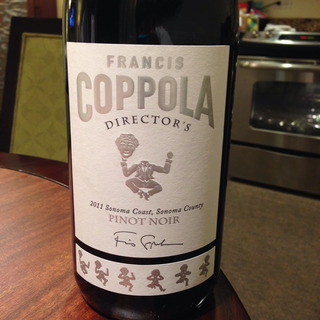 FRANCIS
COPPOLA
DIRECTOR'S
2011 Sonoma Coast, Sonoma County
PINOT NOIR